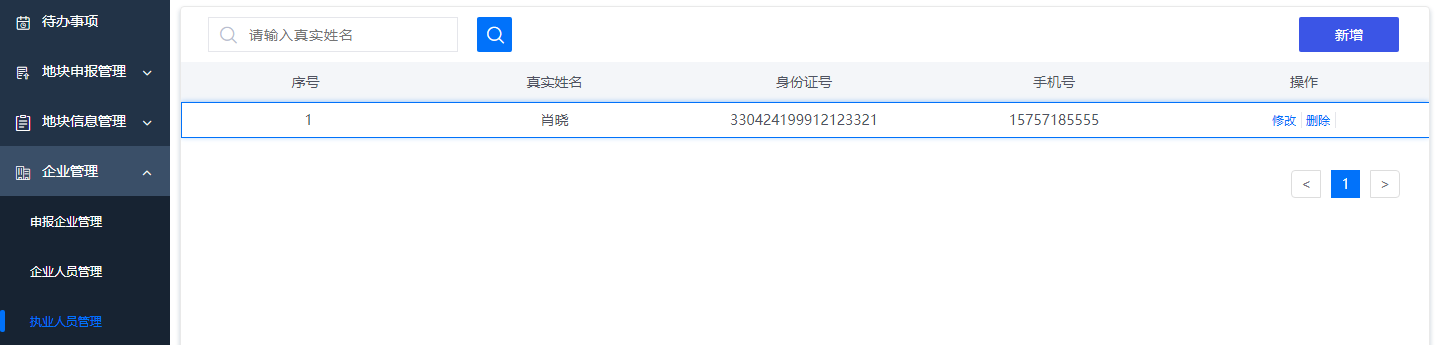 待办事项
地块申报管理
地块信息管理
企业管理
申报企业管理
企业人员管理
执业人员管理
请输入真实姓名
新增
序号 真实姓名 身份证号 手机号 操作
1 肖晓 330424199912123321 15757185555 修改 删除
< 1 >